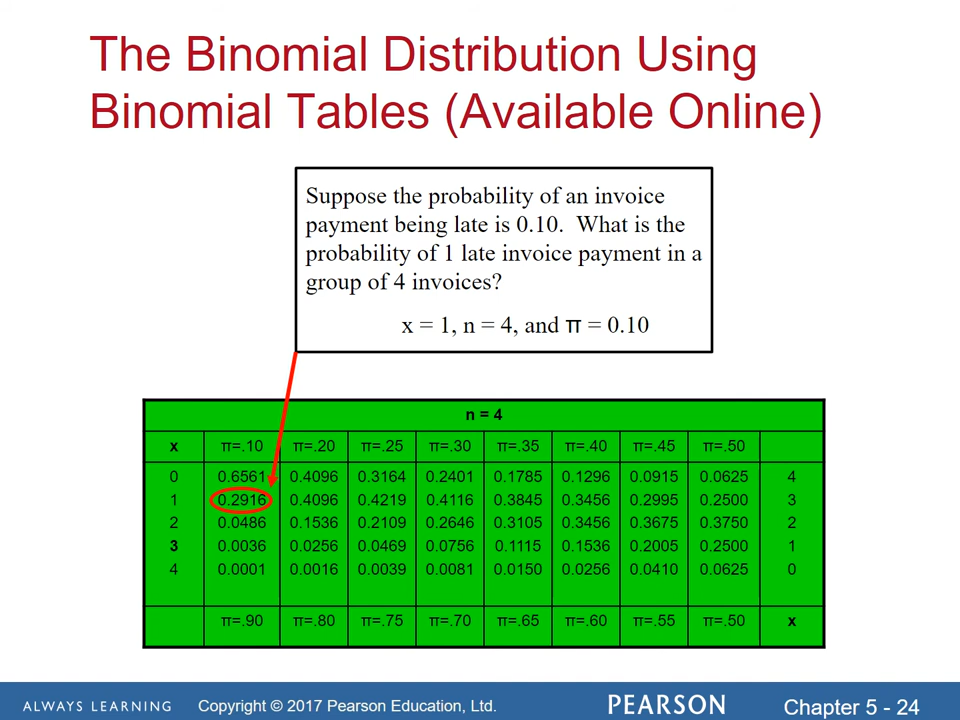 The Binomial Distribution Using
Binomial Tables (Available Online)
Suppose the probability of an invoice
payment being late is 0.10.  What is the
probability of 1 late invoice payment in a
group of 4 invoices?
x = 1, n = 4, and π = 0.10
n = 4
x π=.10 π=.20 π=.25 π=.30 π=.35 π=.40 π=.45 π=.50
0 0.6561 0.4096 0.3164 0.2401 0.1785 0.1296 0.0915 0.0625 4
1 0.2916 0.4096 0.4219 0.4116 0.3845 0.3456 0.2995 0.2500 3
2 0.0486 0.1536 0.2109 0.2646 0.3105 0.3456 0.3675 0.3750 2
3 0.0036 0.0256 0.0469 0.0756 0.1115 0.1536 0.2005 0.2500 1
4 0.0001 0.0016 0.0039 0.0081 0.0150 0.0256 0.0410 0.0625 0
π=.90 π=.80 π=.75 π=.70 π=.65 π=.60 π=.55 π=.50 x
ALWAYS LEARNING Copyright © 2017 Pearson Education, Ltd. PEARSON Chapter 5 - 24